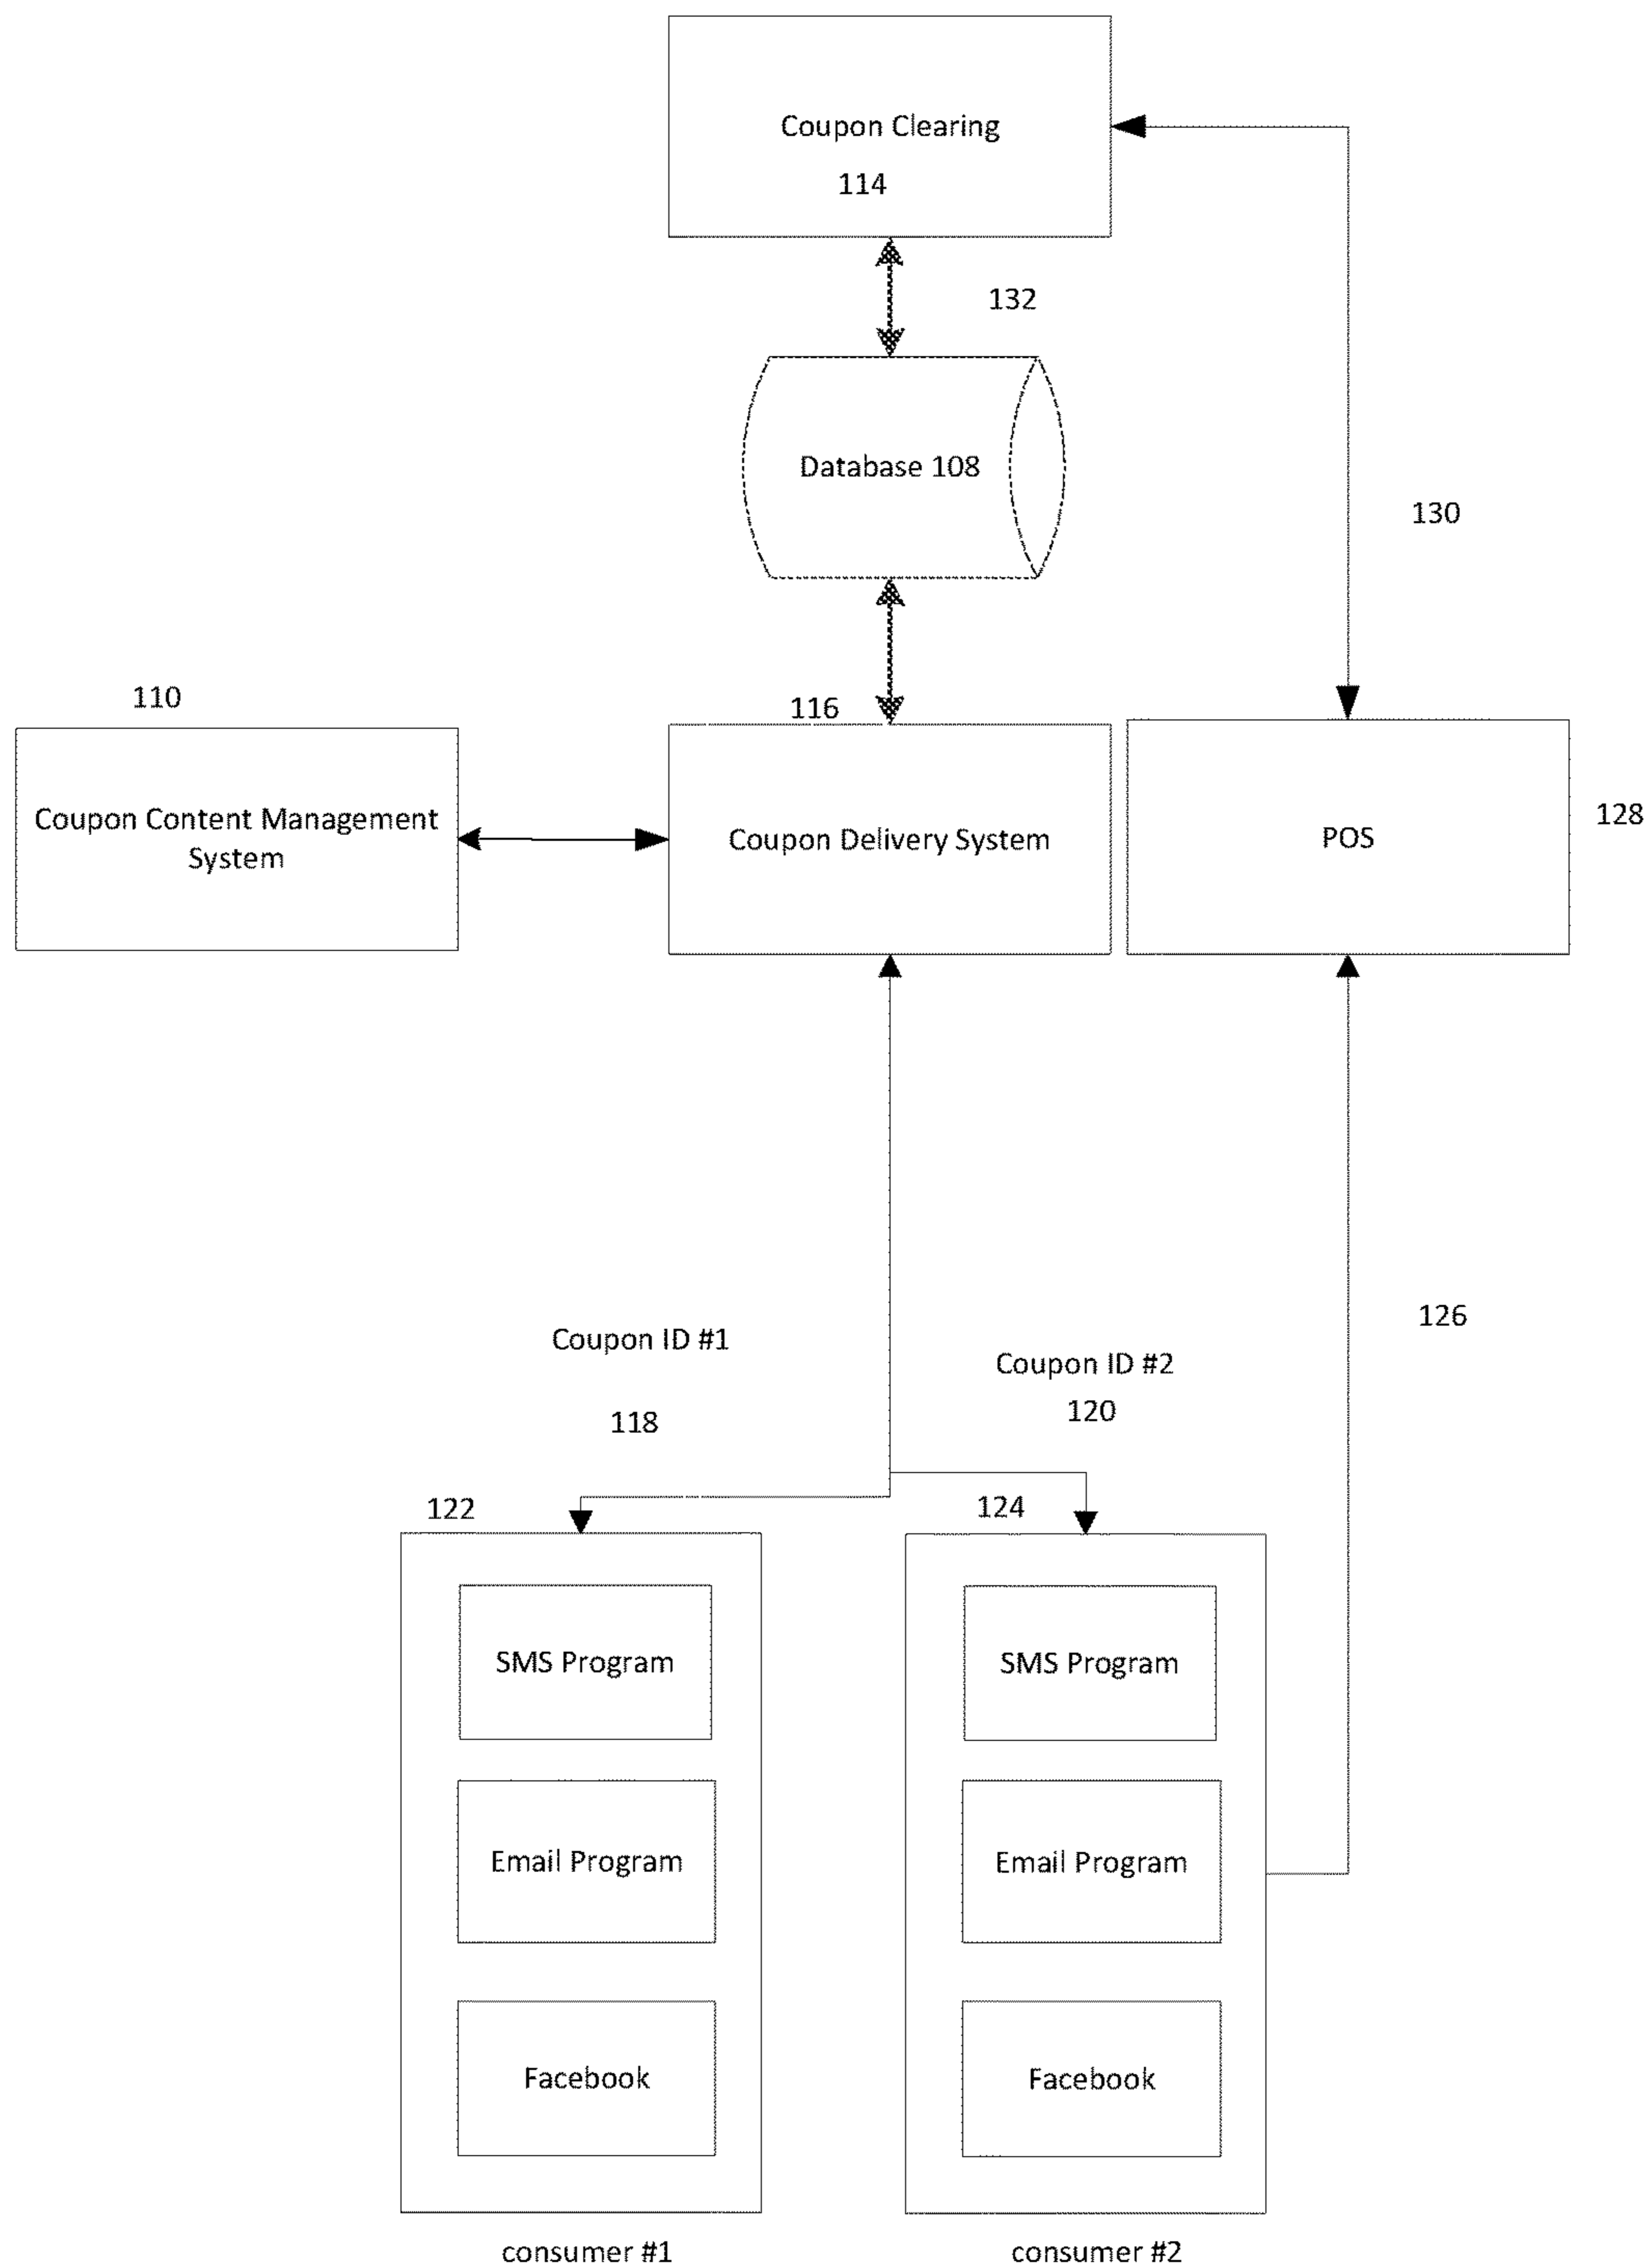 Coupon Clearing
114
132
Database 108
130
110
116
Coupon Content Management
System
Coupon Delivery System
POS
128
126
Coupon ID #1
118
Coupon ID #2
120
122
124
SMS Program
SMS Program
Email Program
Email Program
Facebook
Facebook
consumer #1
consumer #2